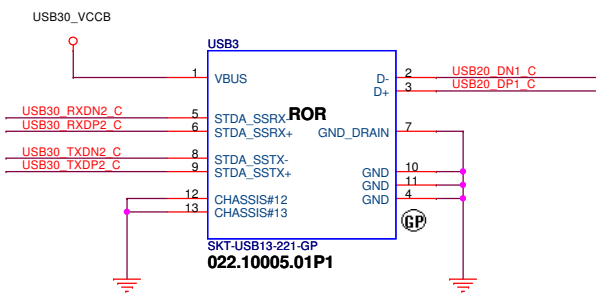 USB30_VCCB
USB3
1 VBUS
D- 2 USB20_DN1_C
D+ 3 USB20_DP1_C
USB30_RXDN2_C 5 STDA_SSRX-
ROR
USB30_RXDP2_C 6 STDA_SSRX+
GND_DRAIN 7
USB30_TXDN2_C 8 STDA_SSTX-
USB30_TXDP2_C 9 STDA_SSTX+
GND 10
GND 11
12 CHASSIS#12
GND 4
13 CHASSIS#13
GP
SKT-USB13-221-GP
022.10005.01P1